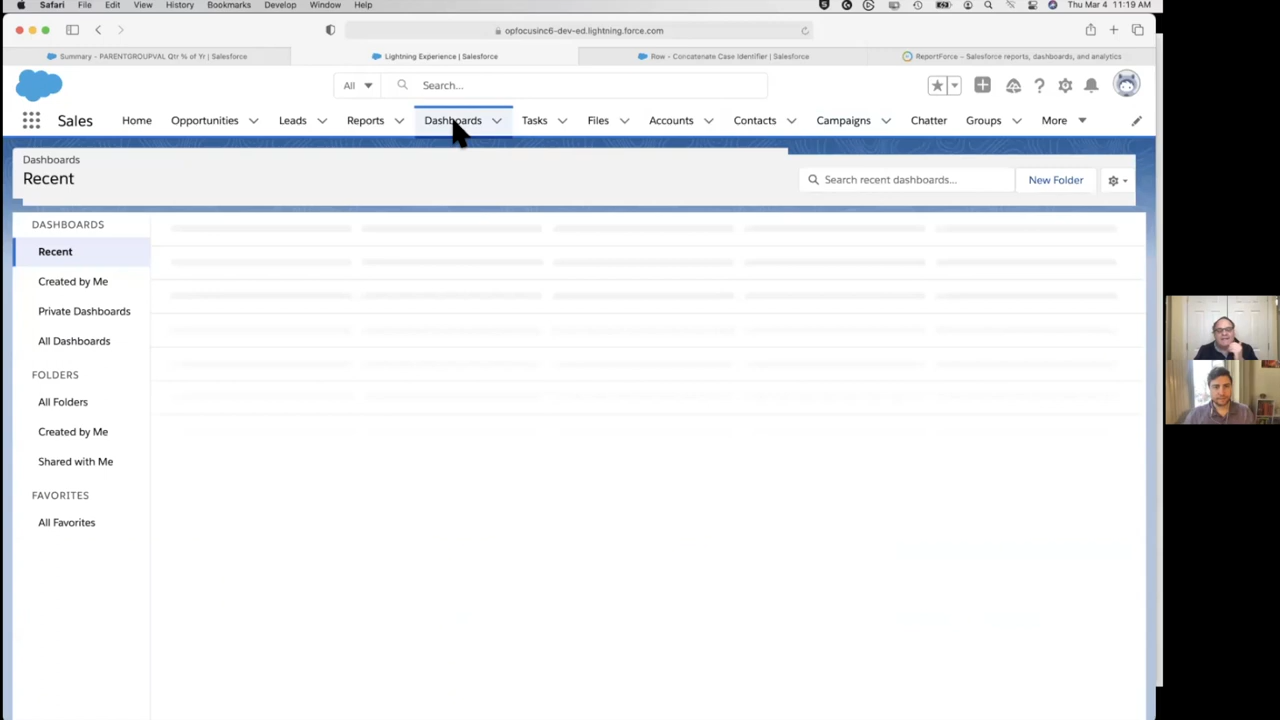 Safari File Edit View History Bookmarks Develop Window Help Thu Mar 4 11:19 AM
opfocusinc6-dev-ed.lightning.force.com
Summary - PARENTGROUPVAL Qtr % of Yr | Salesforce Lightning Experience | Salesforce Row - Concatenate Case Identifier | Salesforce ReportForce – Salesforce reports, dashboards, and analytics
All Search...
Sales Home Opportunities Leads Reports Dashboards Tasks Files Accounts Contacts Campaigns Chatter Groups More
Dashboards
Recent
Search recent dashboards... New Folder
DASHBOARDS
Recent
Created by Me
Private Dashboards
All Dashboards
FOLDERS
All Folders
Created by Me
Shared with Me
FAVORITES
All Favorites